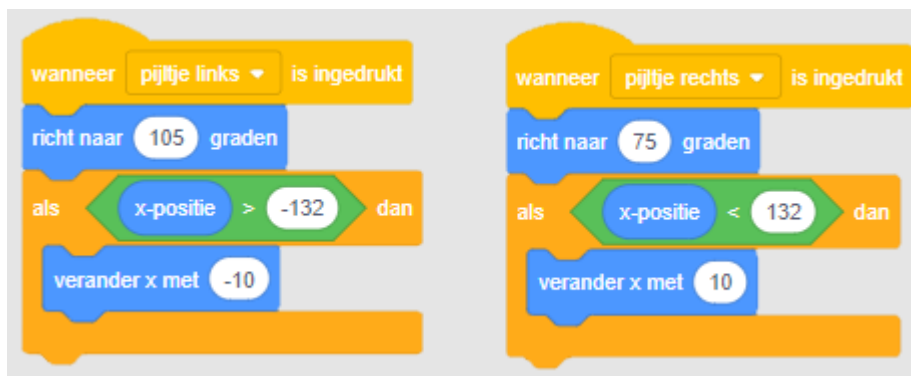 wanneer pijltje links is ingedrukt
richt naar 105 graden
als x-positie > -132 dan
verander x met -10
wanneer pijltje rechts is ingedrukt
richt naar 75 graden
als x-positie < 132 dan
verander x met 10